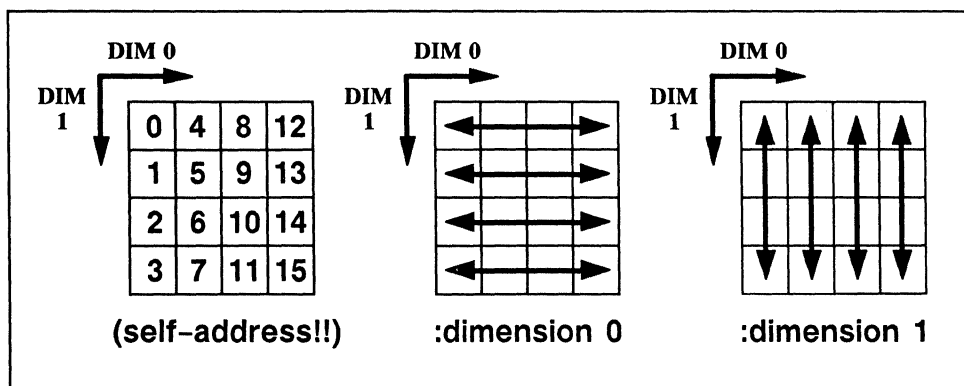 DIM 0
DIM
1
0 4 8 12
1 5 9 13
2 6 10 14
3 7 11 15
(self-address!!)
DIM 0
DIM
1
:dimension 0
DIM 0
DIM
1
:dimension 1